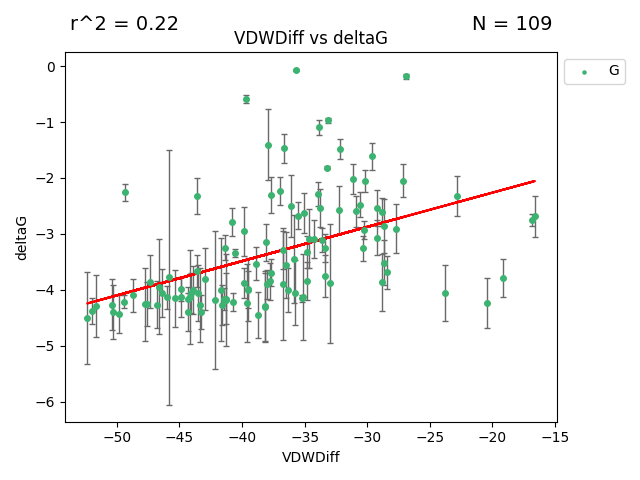 r^2 = 0.22
N = 109
VDWDiff vs deltaG
G
deltaG
0
−1
−2
−3
−4
−5
−6
−50
−45
−40
−35
−30
−25
−20
−15
VDWDiff